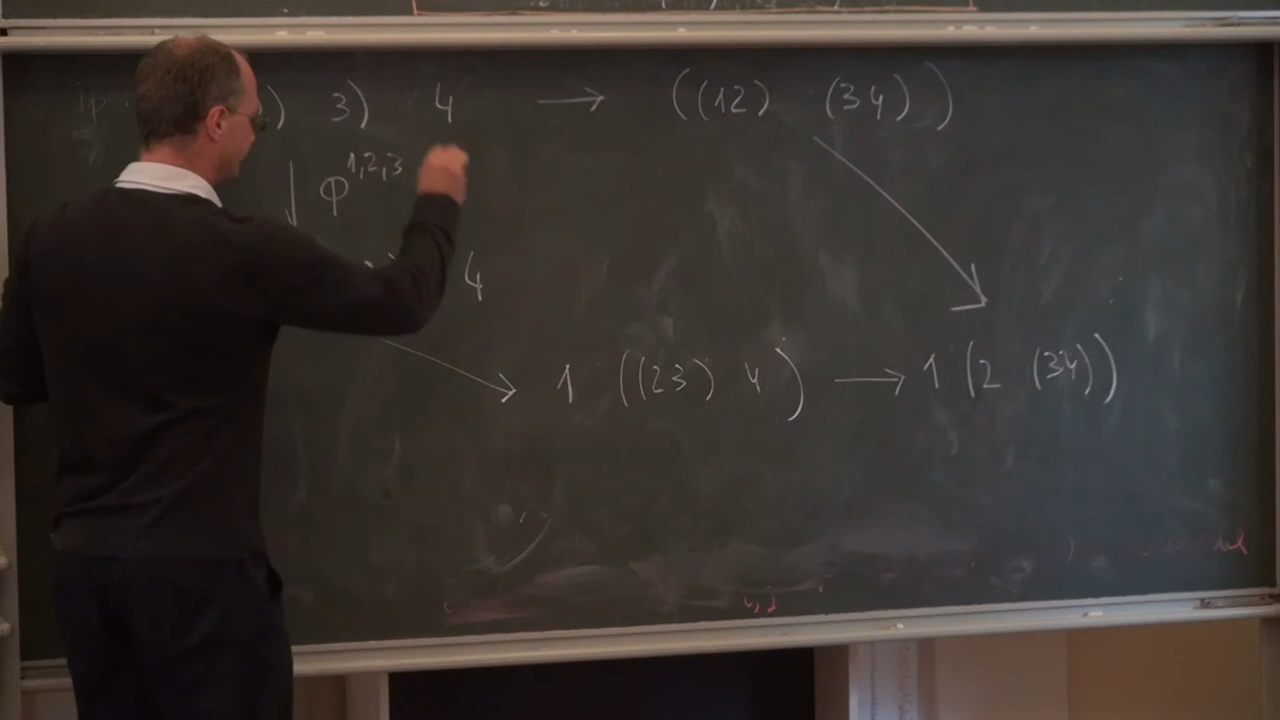 ) 3) 4 → ((12) (34))
↓ Φ^{1,2,3}
4
→ 1 ((23) 4) → 1 (2 (34))